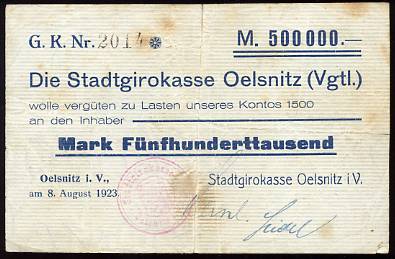 G. K. Nr. 2014 M. 500000.—
Die Stadtgirokasse Oelsnitz (Vgtl.)
wolle vergüten zu Lasten unseres Kontos 1500
an den Inhaber
Mark Fünfhunderttausend
Oelsnitz i. V.,
am 8. August 1923.
Stadtgirokasse Oelsnitz i V.
Seidel